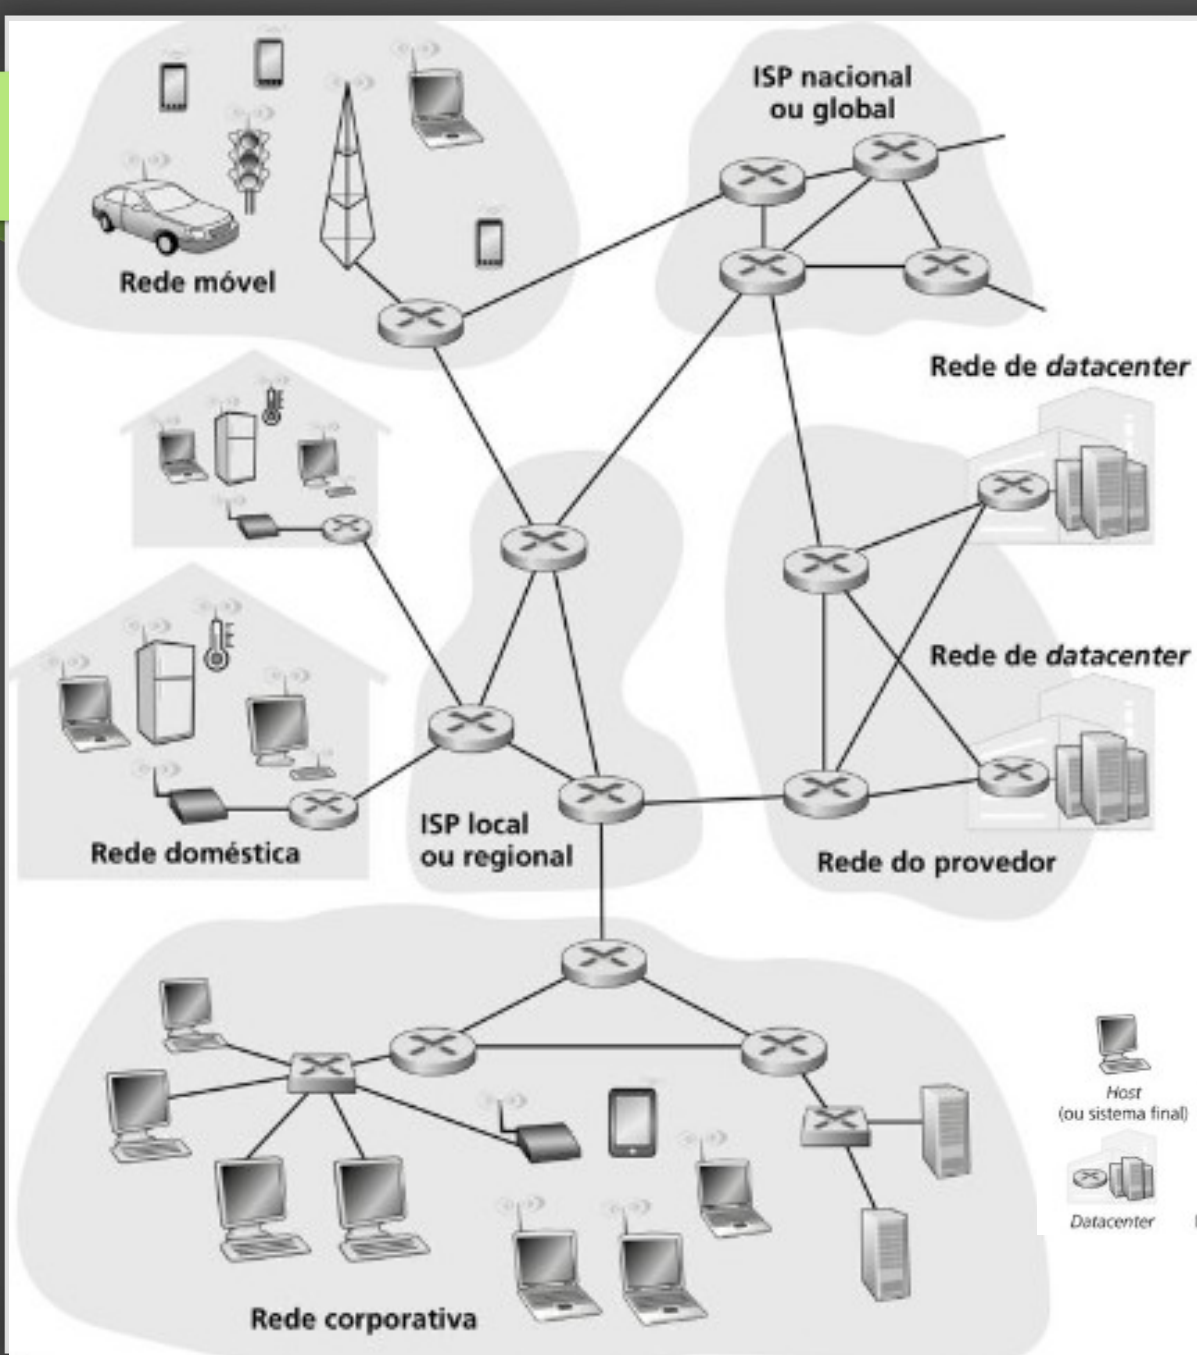 ISP nacional
ou global
Rede móvel
Rede de datacenter
Rede de datacenter
ISP local
ou regional
Rede doméstica
Rede do provedor
Host
(ou sistema final)
Datacenter
Rede corporativa